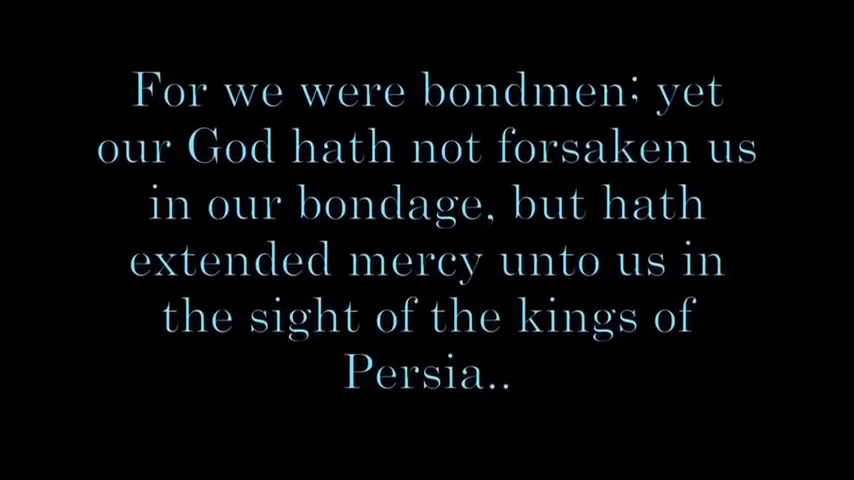 For we were bondmen; yet
our God hath not forsaken us
in our bondage, but hath
extended mercy unto us in
the sight of the kings of
Persia..